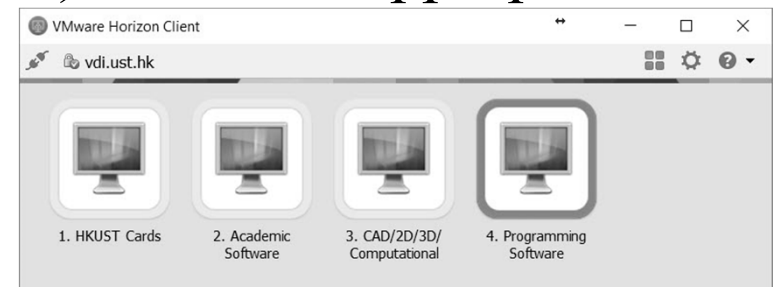 VMware Horizon Client
vdi.ust.hk
1. HKUST Cards
2. Academic
Software
3. CAD/2D/3D/
Computational
4. Programming
Software